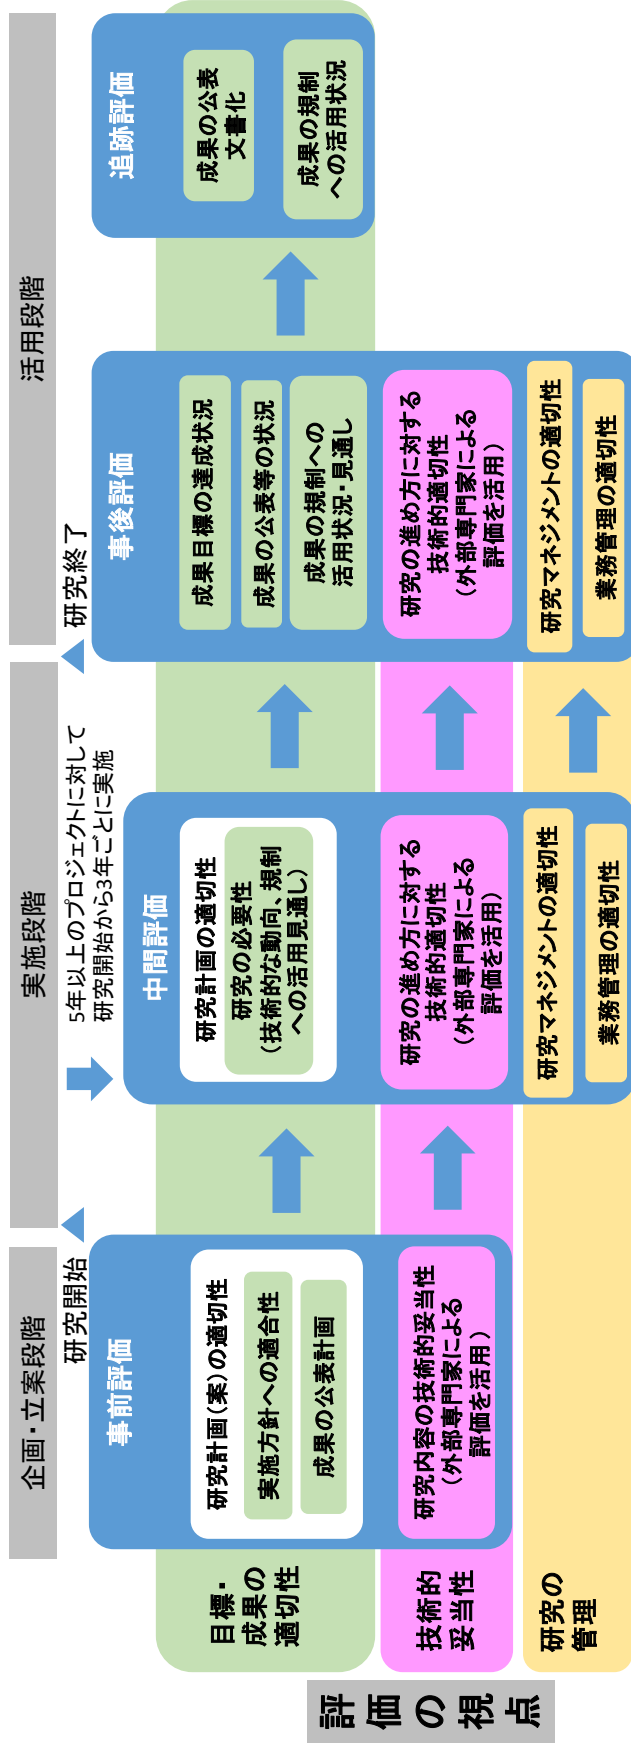 企画・立案段階
実施段階
活用段階
研究開始
5年以上のプロジェクトに対して
研究開始から3年ごとに実施
研究終了
事前評価
研究計画(案)の適切性
実施方針への適合性
成果の公表計画
研究内容の技術的妥当性
(外部専門家による
評価を活用)
中間評価
研究計画の適切性
研究の必要性
(技術的な動向、規制
への活用見通し)
研究の進め方に対する
技術的適切性
(外部専門家による
評価を活用)
研究マネジメントの適切性
業務管理の適切性
事後評価
成果目標の達成状況
成果の公表等の状況
成果の規制への
活用状況・見通し
研究の進め方に対する
技術的適切性
(外部専門家による
評価を活用)
研究マネジメントの適切性
業務管理の適切性
追跡評価
成果の公表
文書化
成果の規制
への活用状況
評価の視点
目標・
成果の
適切性
技術的
妥当性
研究の
管理